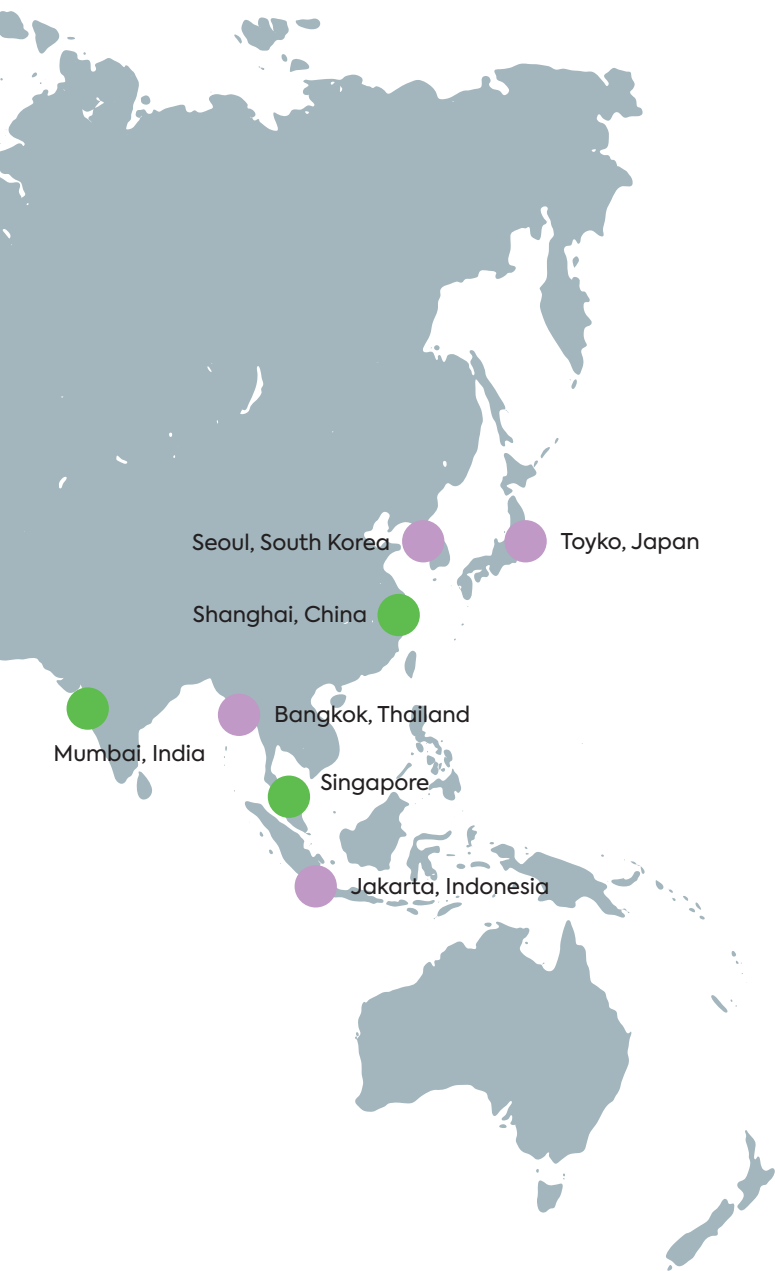 Seoul, South Korea
Toyko, Japan
Shanghai, China
Bangkok, Thailand
Mumbai, India
Singapore
Jakarta, Indonesia